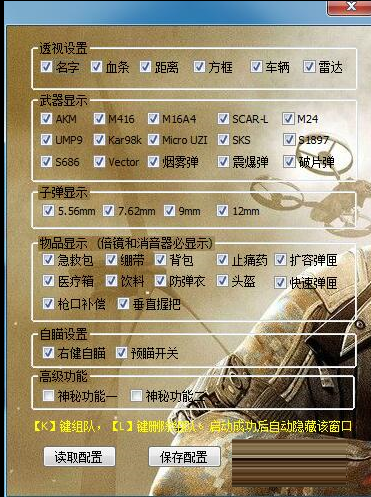 透视设置
名字 血条 距离 方框 车辆 雷达
武器显示
AKM M416 M16A4 SCAR-L M24
UMP9 Kar98k Micro UZI SKS S1897
S686 Vector 烟雾弹 震爆弹 破片弹
子弹显示
5.56mm 7.62mm 9mm 12mm
物品显示 (倍镜和消音器必显示)
急救包 绷带 背包 止痛药 扩容弹匣
医疗箱 饮料 防弹衣 头盔 快速弹匣
枪口补偿 垂直握把
自瞄设置
右健自瞄 预瞄开关
高级功能
神秘功能一 神秘功能二
【K】键组队，【L】键删除组队、启动成功后自动隐藏该窗口
读取配置 保存配置